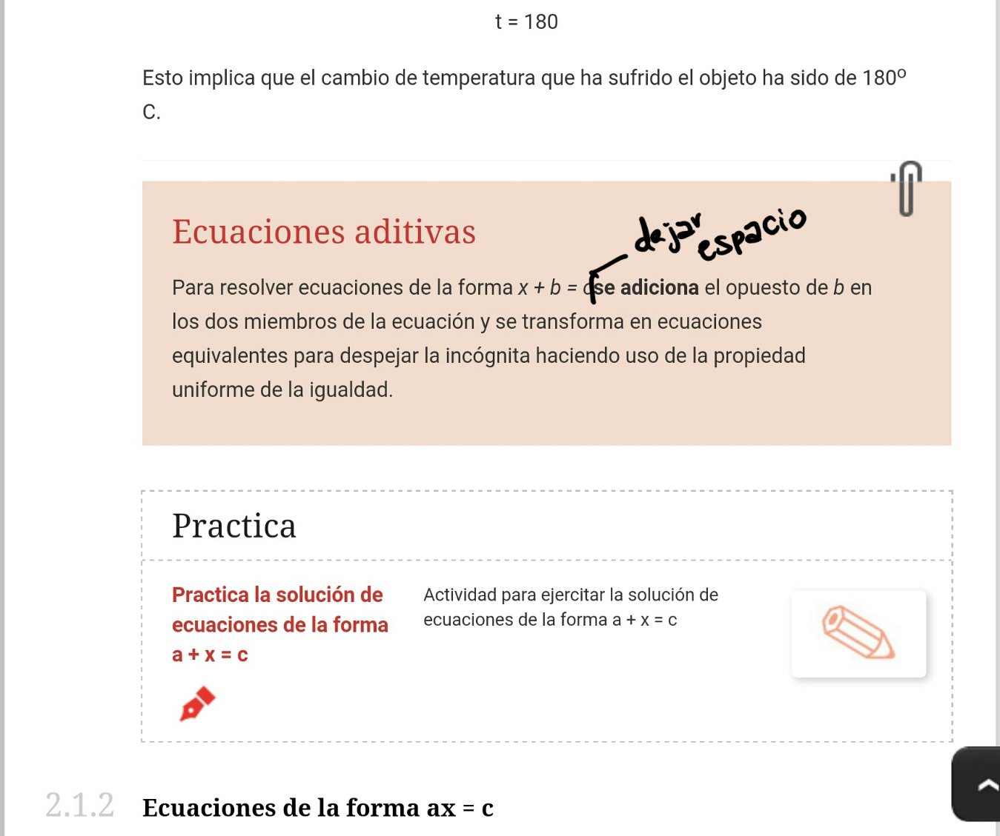 t = 180
Esto implica que el cambio de temperatura que ha sufrido el objeto ha sido de 180º
C.
Ecuaciones aditivas
dejar
espacio
Para resolver ecuaciones de la forma x + b = se adiciona el opuesto de b en
los dos miembros de la ecuación y se transforma en ecuaciones
equivalentes para despejar la incógnita haciendo uso de la propiedad
uniforme de la igualdad.
Practica
Practica la solución de
ecuaciones de la forma
a + x = c
Actividad para ejercitar la solución de
ecuaciones de la forma a + x = c
2.1.2 Ecuaciones de la forma ax = c